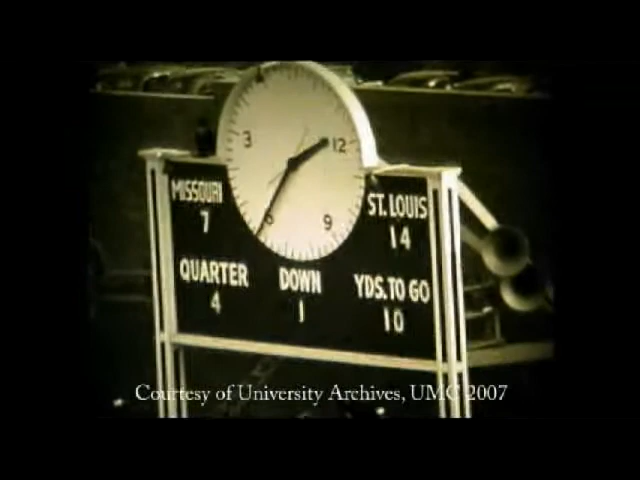 3 12
6 9
MISSOURI ST. LOUIS
7 14
QUARTER DOWN YDS. TO GO
4 1 10
Courtesy of University Archives, UMC 2007